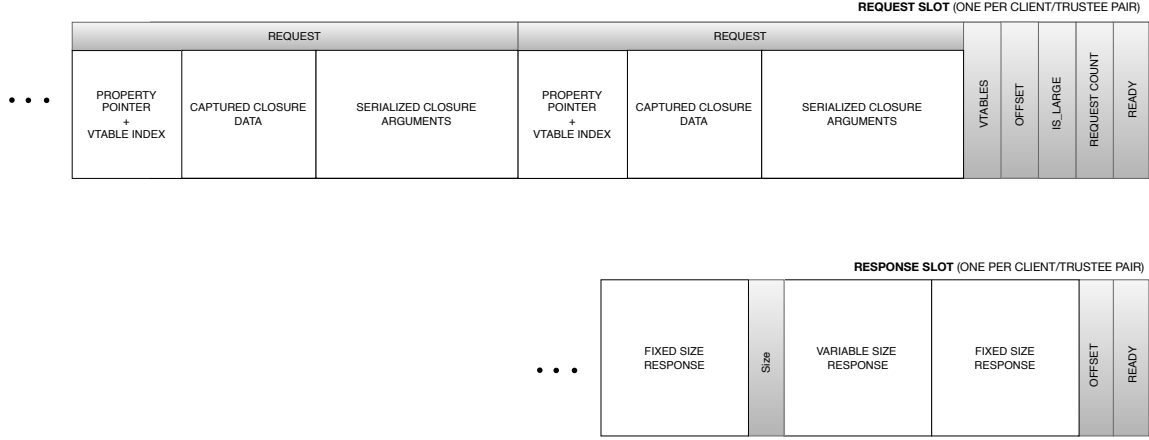 REQUEST SLOT (ONE PER CLIENT/TRUSTEE PAIR)
REQUEST
REQUEST
PROPERTY
POINTER
+
VTABLE INDEX
CAPTURED CLOSURE
DATA
SERIALIZED CLOSURE
ARGUMENTS
PROPERTY
POINTER
+
VTABLE INDEX
CAPTURED CLOSURE
DATA
SERIALIZED CLOSURE
ARGUMENTS
VTABLES
OFFSET
IS_LARGE
REQUEST COUNT
READY
RESPONSE SLOT (ONE PER CLIENT/TRUSTEE PAIR)
FIXED SIZE
RESPONSE
Size
VARIABLE SIZE
RESPONSE
FIXED SIZE
RESPONSE
OFFSET
READY